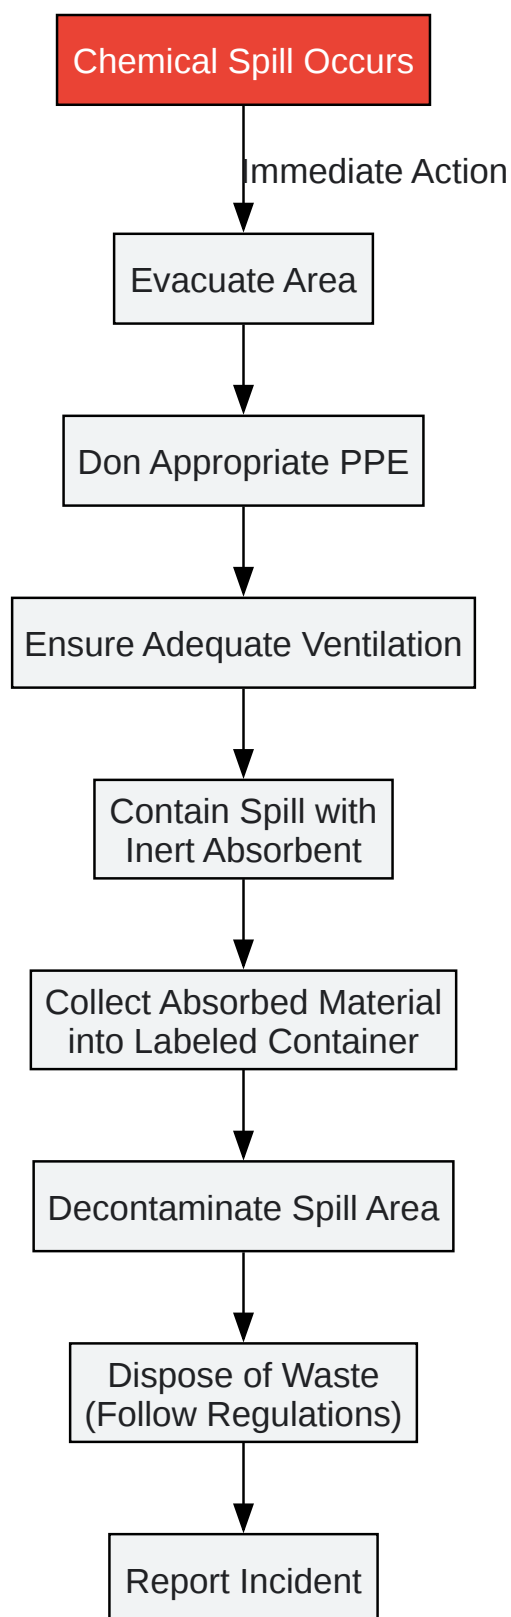 Chemical Spill Occurs
Immediate Action
Evacuate Area
Don Appropriate PPE
Ensure Adequate Ventilation
Contain Spill with
Inert Absorbent
Collect Absorbed Material
into Labeled Container
Decontaminate Spill Area
Dispose of Waste
(Follow Regulations)
Report Incident